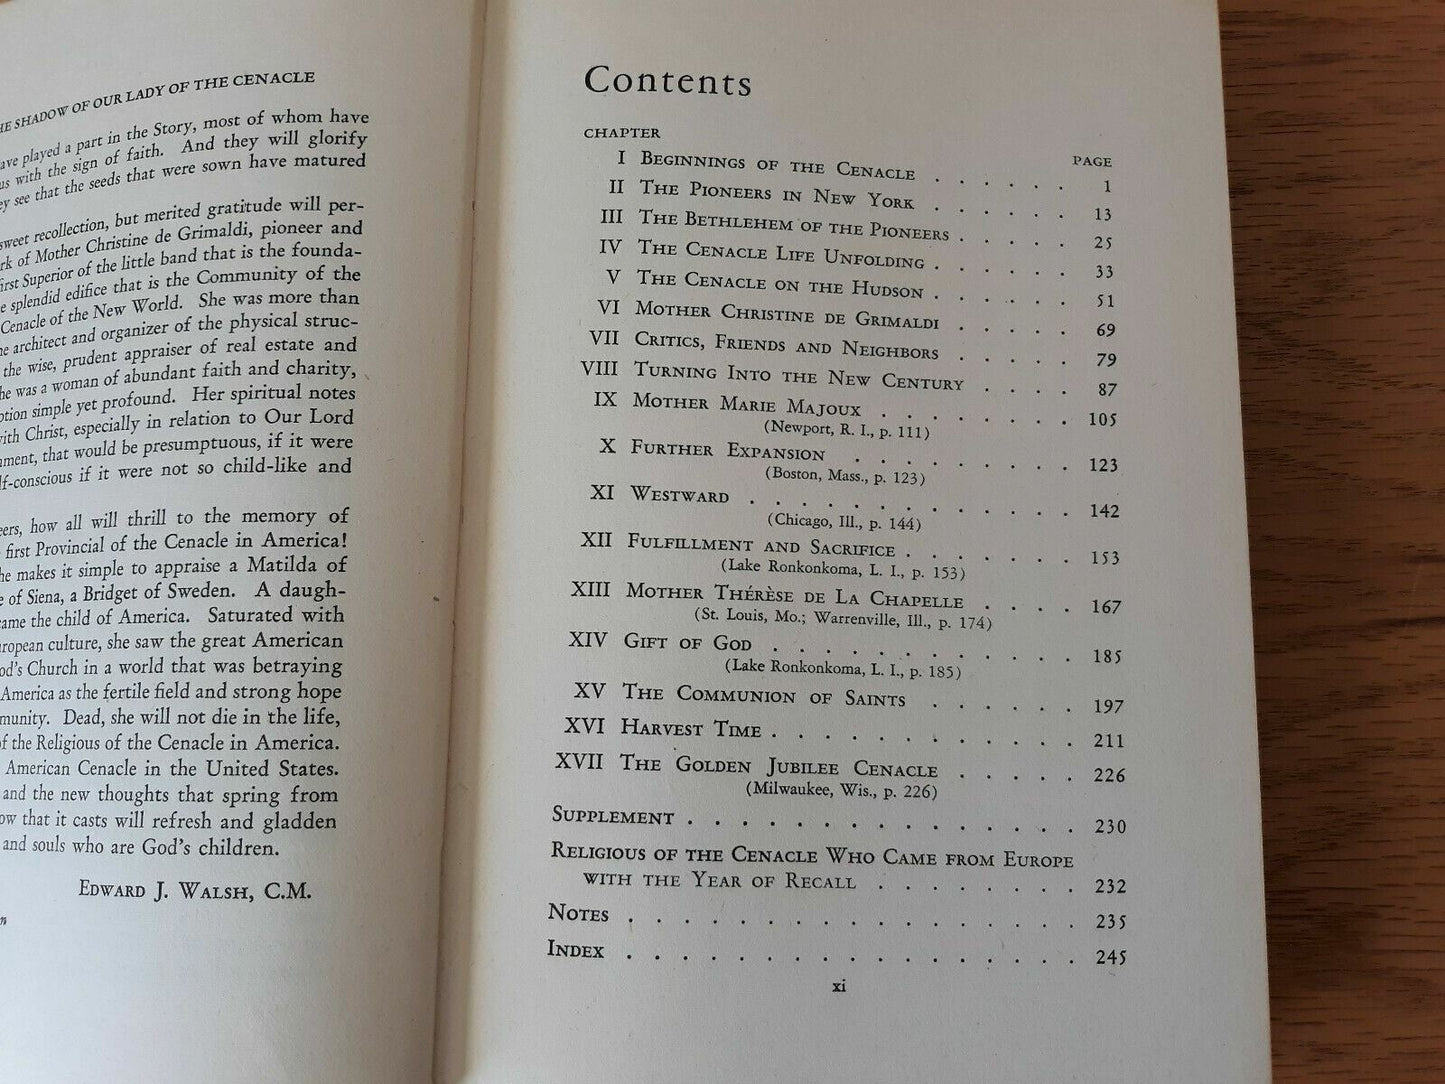 HE SHADOW OF OUR LADY OF THE CENACLE
ave played a part in the Story, most of whom have
us with the sign of faith. And they will glorify
ey see that the seeds that were sown have matured
sweet recollection, but merited gratitude will per-
rk of Mother Christine de Grimaldi, pioneer and
first Superior of the little band that is the founda-
e splendid edifice that is the Community of the
Cenacle of the New World. She was more than
he architect and organizer of the physical struc-
the wise, prudent appraiser of real estate and
he was a woman of abundant faith and charity,
ption simple yet profound. Her spiritual notes
with Christ, especially in relation to Our Lord
ament, that would be presumptuous, if it were
lf-conscious if it were not so child-like and
eers, how all will thrill to the memory of
first Provincial of the Cenacle in America!
he makes it simple to appraise a Matilda of
e of Siena, a Bridget of Sweden. A daugh-
came the child of America. Saturated with
uropean culture, she saw the great American
od's Church in a world that was betraying
America as the fertile field and strong hope
munity. Dead, she will not die in the life,
of the Religious of the Cenacle in America.
American Cenacle in the United States.
and the new thoughts that spring from
ow that it casts will refresh and gladden
and souls who are God's children.
EDWARD J. WALSH, C.M.
n
Contents
CHAPTER PAGE
I BEGINNINGS OF THE CENACLE . . . . . 1
II THE PIONEERS IN NEW YORK . . . . . 13
III THE BETHLEHEM OF THE PIONEERS . . . . 25
IV THE CENACLE LIFE UNFOLDING . . . . . 33
V THE CENACLE ON THE HUDSON . . . . . 51
VI MOTHER CHRISTINE DE GRIMALDI . . . . 69
VII CRITICS, FRIENDS AND NEIGHBORS . . . . 79
VIII TURNING INTO THE NEW CENTURY . . . . 87
IX MOTHER MARIE MAJOUX . . . . . . . 105
(Newport, R. I., p. 111)
X FURTHER EXPANSION . . . . . . . . 123
(Boston, Mass., p. 123)
XI WESTWARD . . . . . . . . . . . . 142
(Chicago, Ill., p. 144)
XII FULFILLMENT AND SACRIFICE . . . . . . 153
(Lake Ronkonkoma, L. I., p. 153)
XIII MOTHER THÉRÈSE DE LA CHAPELLE . . . . 167
(St. Louis, Mo.; Warrenville, Ill., p. 174)
XIV GIFT OF GOD . . . . . . . . . . . 185
(Lake Ronkonkoma, L. I., p. 185)
XV THE COMMUNION OF SAINTS . . . . . . 197
XVI HARVEST TIME . . . . . . . . . . . 211
XVII THE GOLDEN JUBILEE CENACLE . . . . . 226
(Milwaukee, Wis., p. 226)
SUPPLEMENT . . . . . . . . . . . . . . 230
RELIGIOUS OF THE CENACLE WHO CAME FROM EUROPE
WITH THE YEAR OF RECALL . . . . . . . . 232
NOTES . . . . . . . . . . . . . . . . . 235
INDEX . . . . . . . . . . . . . . . . . 245
xi